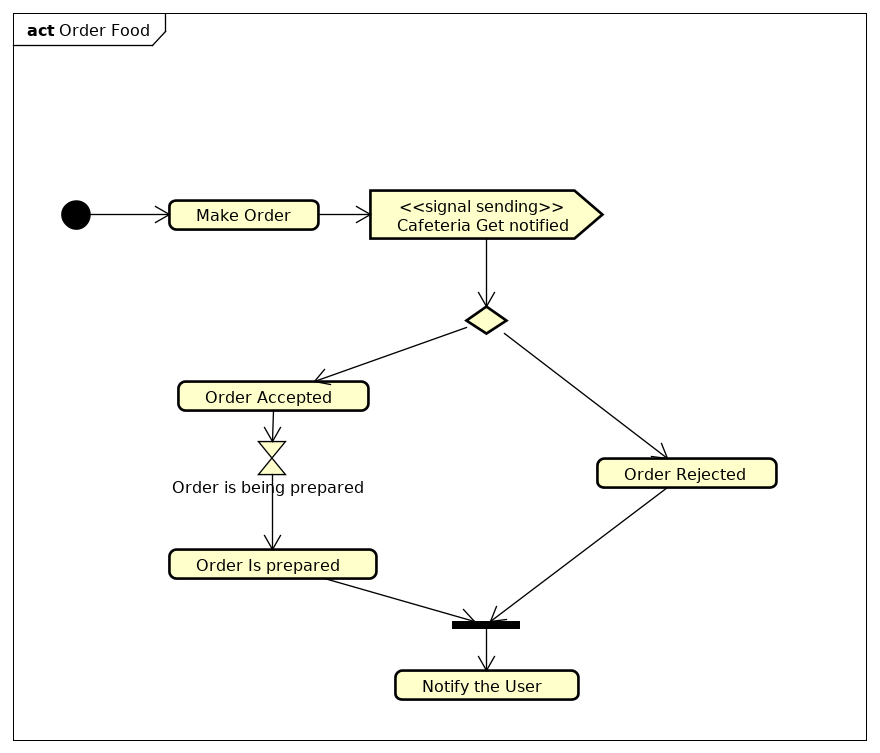 act Order Food
Make Order
<<signal sending>>
Cafeteria Get notified
Order Accepted
Order Rejected
Order is being prepared
Order Is prepared
Notify the User